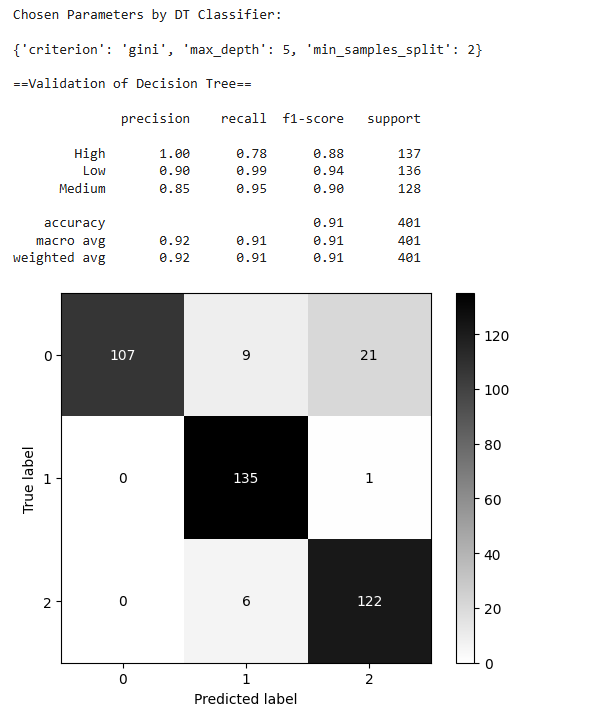 Chosen Parameters by DT Classifier:
{'criterion': 'gini', 'max_depth': 5, 'min_samples_split': 2}
==Validation of Decision Tree==
precision recall f1-score support
High 1.00 0.78 0.88 137
Low 0.90 0.99 0.94 136
Medium 0.85 0.95 0.90 128
accuracy 0.91 401
macro avg 0.92 0.91 0.91 401
weighted avg 0.92 0.91 0.91 401
0 107 9 21
1 0 135 1
2 0 6 122
0 1 2
True label
Predicted label
120
100
80
60
40
20
0